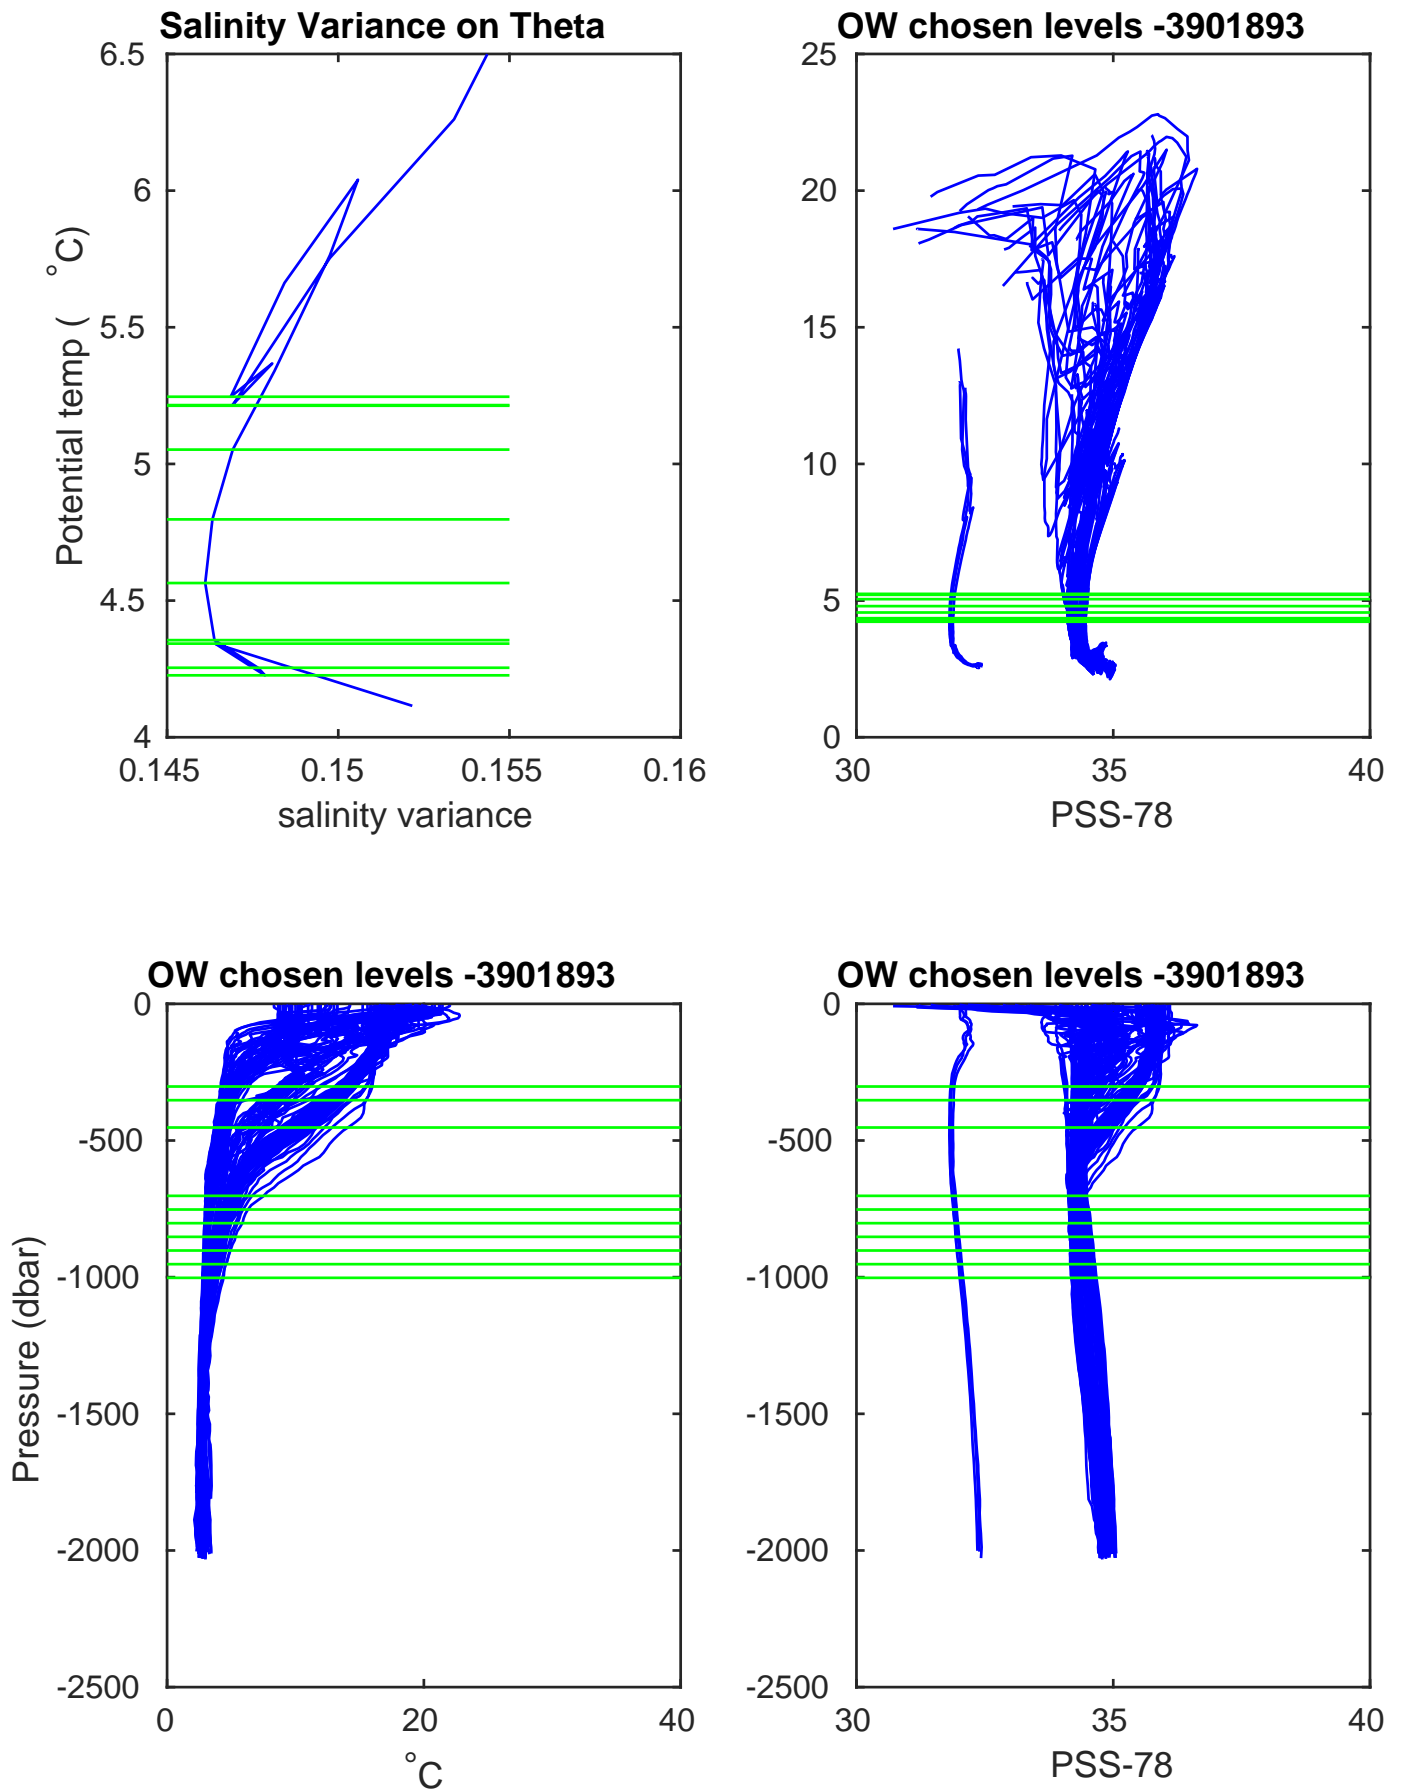 Salinity Variance on Theta
6.5
6
5.5
5
4.5
4
0.145 0.15 0.155 0.16
salinity variance
Potential temp ( °C)
OW chosen levels -3901893
25
20
15
10
5
0
30 35 40
PSS-78
OW chosen levels -3901893
0
-500
-1000
-1500
-2000
-2500
0 20 40
°C
Pressure (dbar)
OW chosen levels -3901893
0
-500
-1000
-1500
-2000
-2500
30 35 40
PSS-78